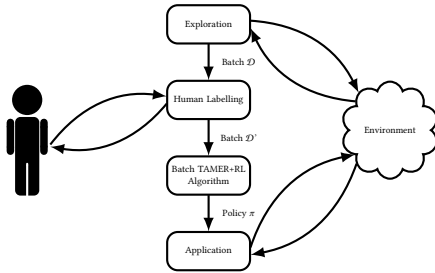 Exploration
Batch 𝒟
Human Labelling
Environment
Batch 𝒟'
Batch TAMER+RL
Algorithm
Policy π
Application